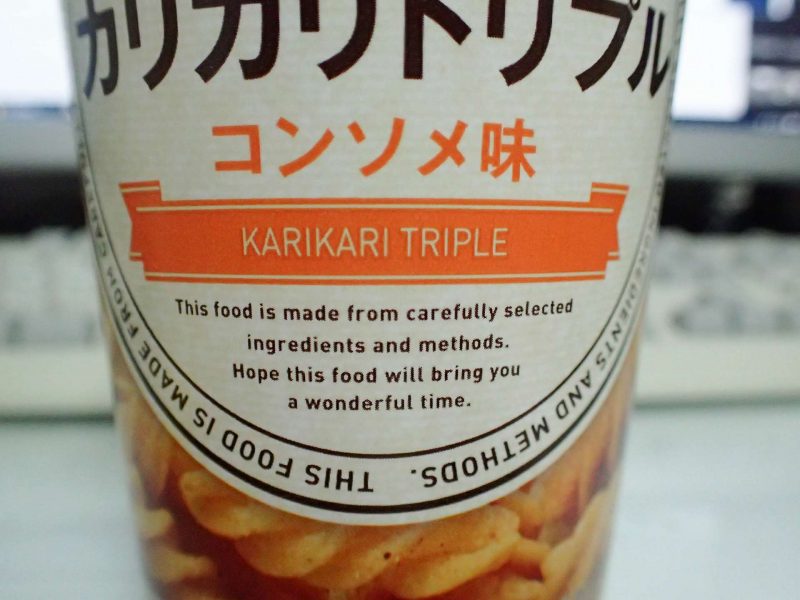 カリカリトリプル
コンソメ味
KARIKARI TRIPLE
This food is made from carefully selected
ingredients and methods.
Hope this food will bring you
a wonderful time.
THIS FOOD IS MADE FROM CAREFULLY
INGREDIENTS AND METHODS.